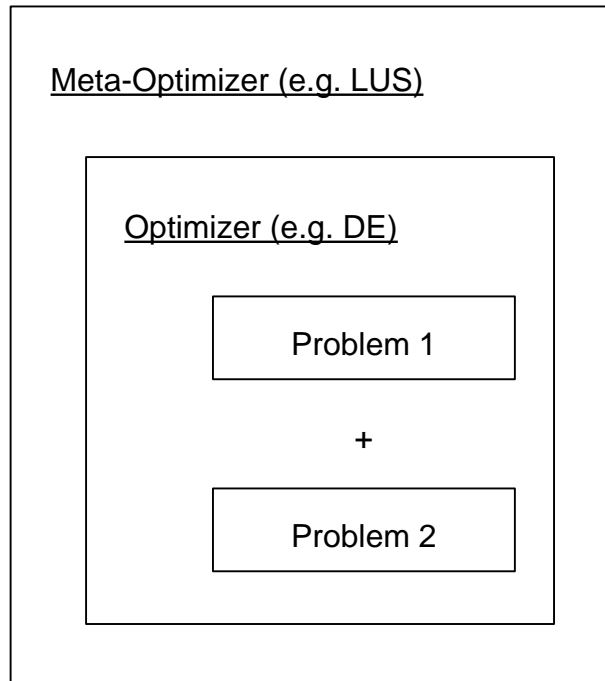 Meta-Optimizer (e.g. LUS)
Optimizer (e.g. DE)
Problem 1
+
Problem 2